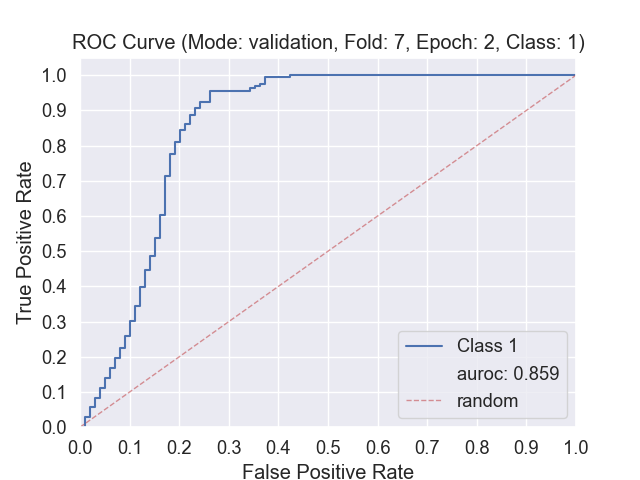 ROC Curve (Mode: validation, Fold: 7, Epoch: 2, Class: 1)
True Positive Rate
1.0
0.9
0.8
0.7
0.6
0.5
0.4
0.3
0.2
0.1
0.0
Class 1
auroc: 0.859
random
0.0 0.1 0.2 0.3 0.4 0.5 0.6 0.7 0.8 0.9 1.0
False Positive Rate